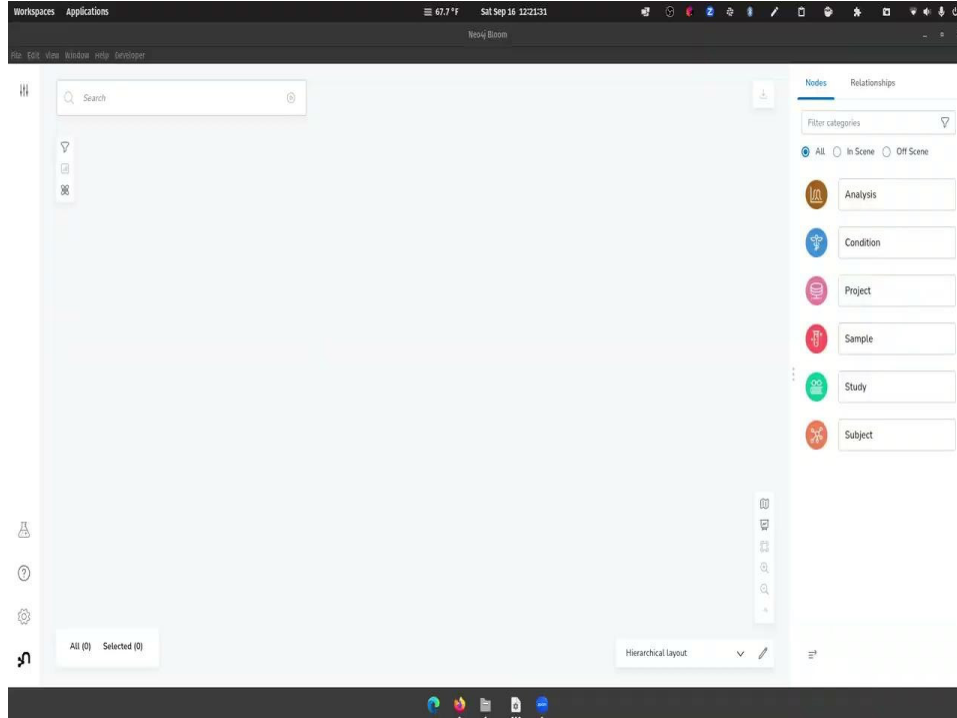 Workspaces Applications 67.7 °F Sat Sep 16 12:21:31
Neo4j Bloom
File Edit View Window Help Developer
Search
Nodes Relationships
Filter categories
All In Scene Off Scene
Analysis
Condition
Project
Sample
Study
Subject
All (0) Selected (0)
Hierarchical layout